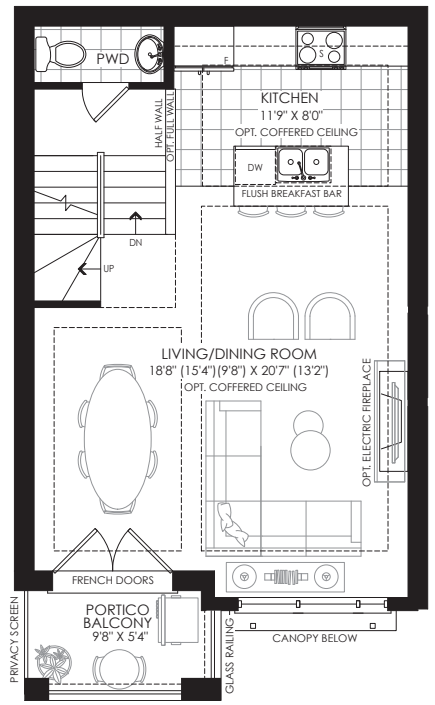 PWD
F
S
KITCHEN
11'9" X 8'0"
OPT. COFFERED CEILING
HALF WALL
OPT. FULL WALL
DW
FLUSH BREAKFAST BAR
DN
UP
LIVING/DINING ROOM
18'8" (15'4")(9'8") X 20'7" (13'2")
OPT. COFFERED CEILING
OPT. ELECTRIC FIREPLACE
FRENCH DOORS
PORTICO
BALCONY
9'8" X 5'4"
PRIVACY SCREEN
GLASS RAILING
CANOPY BELOW